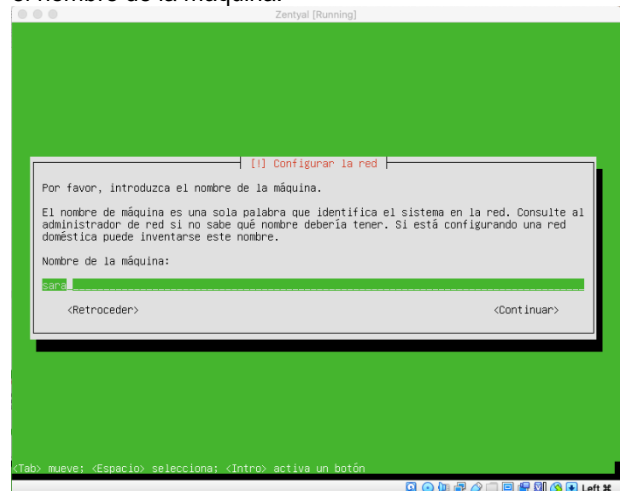 el nombre de la máquina.
Zentyal [Running]
[!] Configurar la red
Por favor, introduzca el nombre de la máquina.
El nombre de máquina es una sola palabra que identifica el sistema en la red. Consulte al
administrador de red si no sabe qué nombre debería tener. Si está configurando una red
doméstica puede inventarse este nombre.
Nombre de la máquina:
sara
<Retroceder> <Continuar>
<Tab> mueve; <Espacio> selecciona; <Intro> activa un botón
Left ⌘